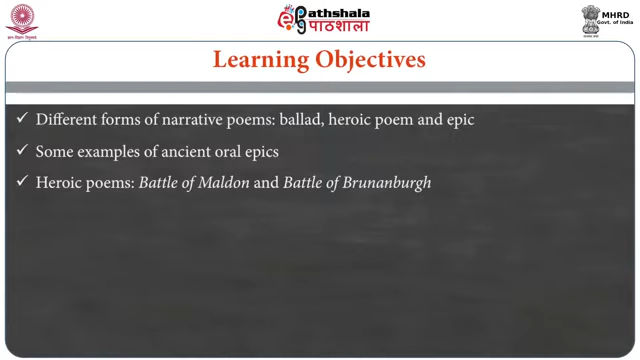 ePathshala
पाठशाला
MHRD
Govt. of India
Learning Objectives
✓ Different forms of narrative poems: ballad, heroic poem and epic
✓ Some examples of ancient oral epics
✓ Heroic poems: Battle of Maldon and Battle of Brunanburgh